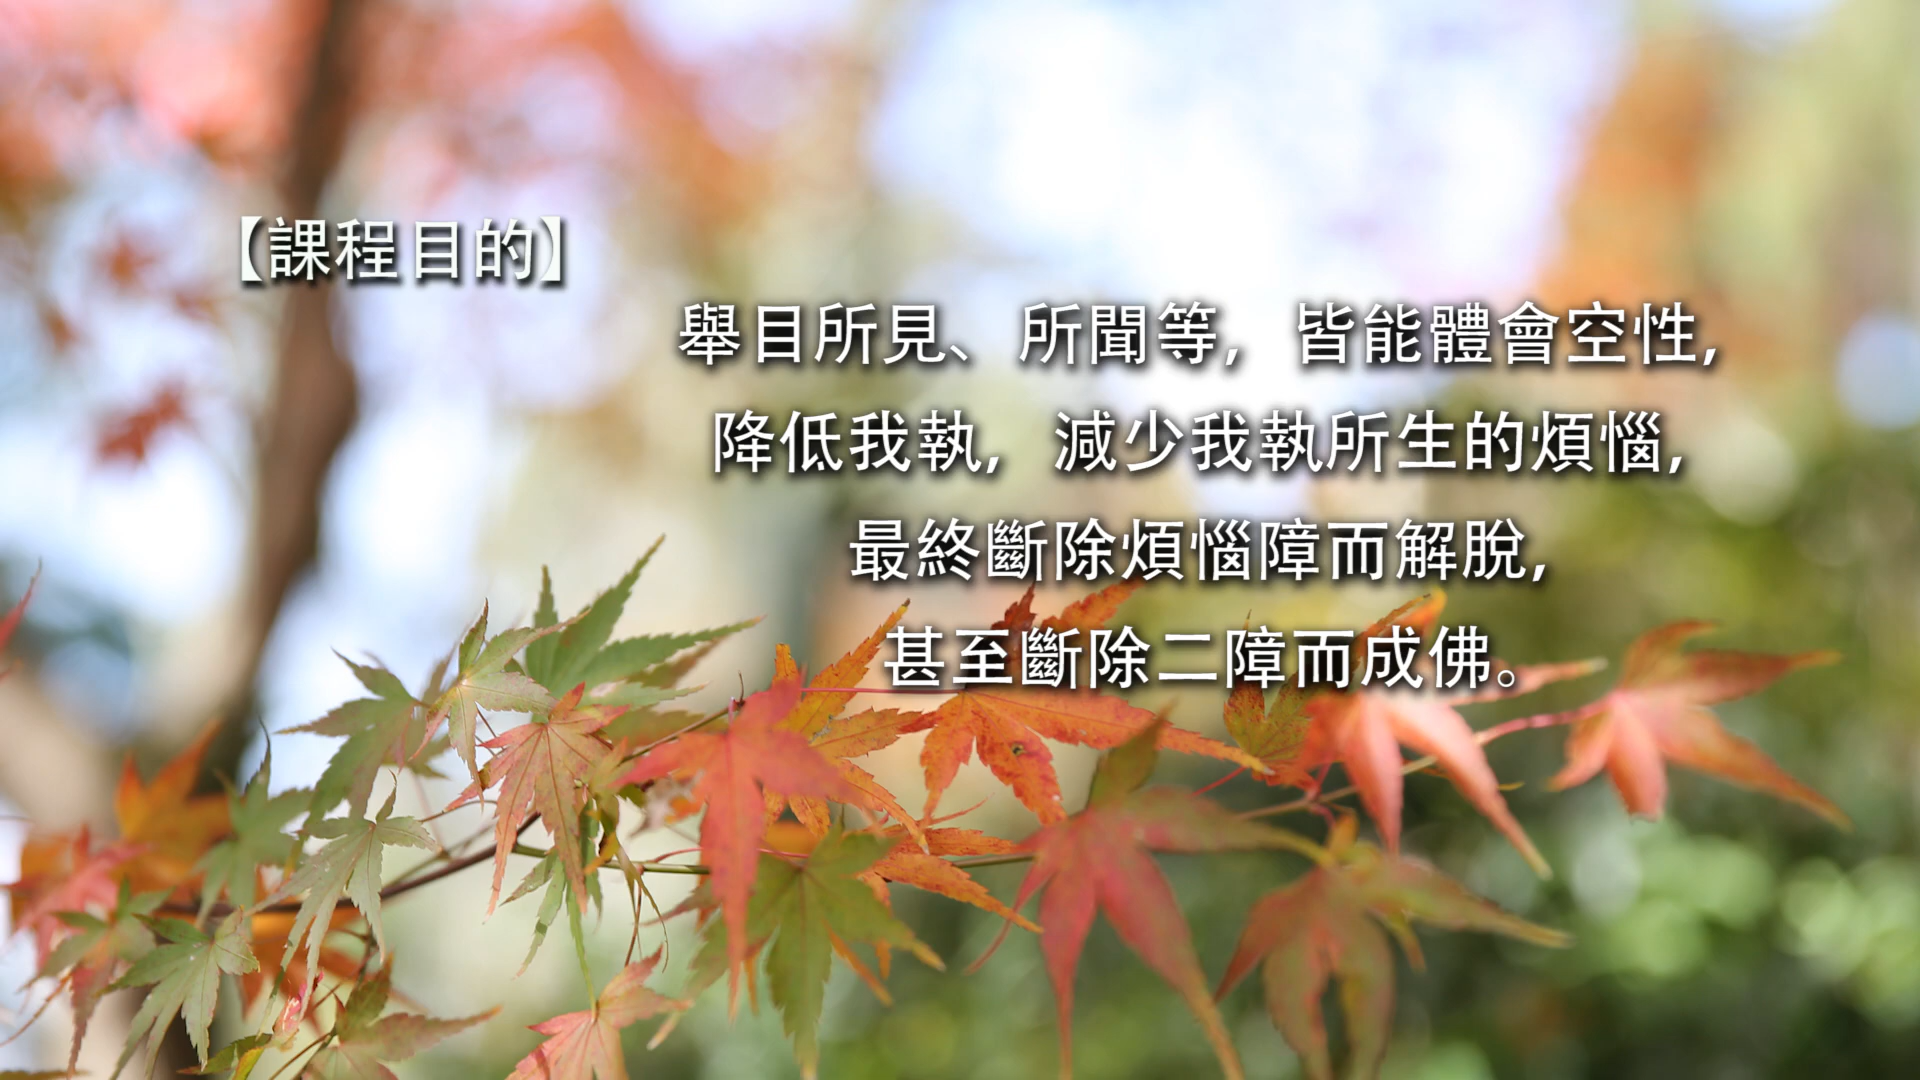 【課程目的】
舉目所見、所聞等，皆能體會空性，
降低我執，減少我執所生的煩惱，
最終斷除煩惱障而解脫，
甚至斷除二障而成佛。